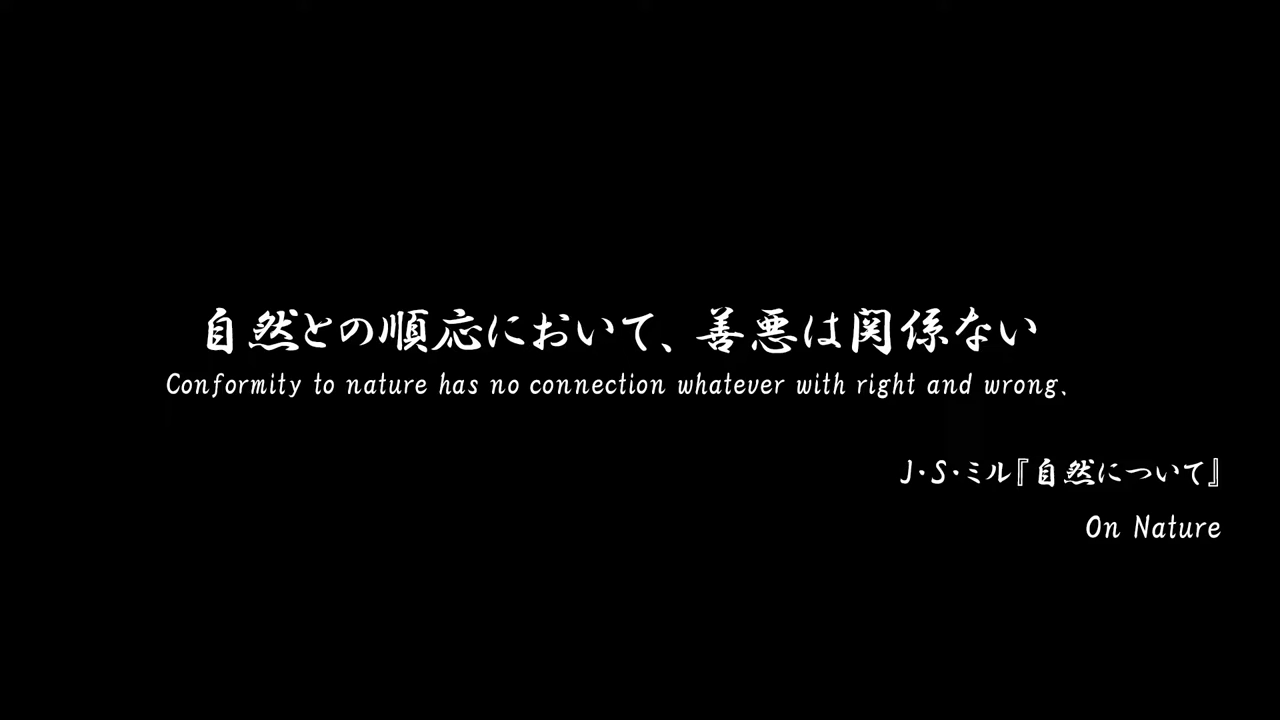 自然との順応において、善悪は関係ない
Conformity to nature has no connection whatever with right and wrong.
J・S・ミル『自然について』
On Nature